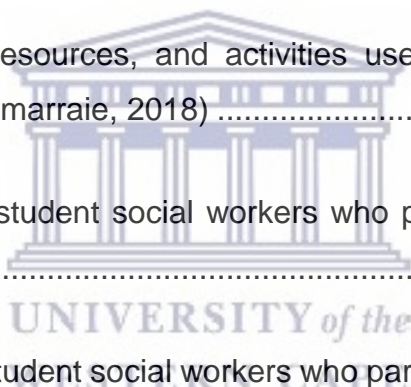 esources, and activities use
marraie, 2018) ........................
student social workers who p
.............................................
UNIVERSITY of the
tudent social workers who par